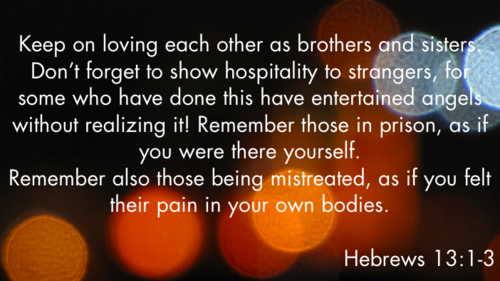 Keep on loving each other as brothers and sisters.
Don't forget to show hospitality to strangers, for
some who have done this have entertained angels
without realizing it! Remember those in prison, as if
you were there yourself.
Remember also those being mistreated, as if you felt
their pain in your own bodies.
Hebrews 13:1-3